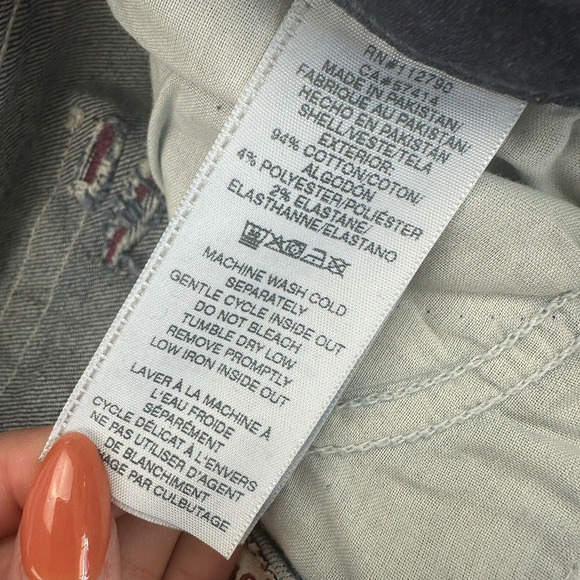 RN#112790
CA#57414
MADE IN PAKISTAN/
FABRIQUE AU PAKISTAN/
HECHO EN PAKISTAN
SHELL/VESTE/TELA
EXTERIOR:
94% COTTON/COTON/
ALGODON
4% POLYESTER/POLIÉSTER
2% ELASTANE/
ELASTHANNE/ELASTANO
MACHINE WASH COLD
SEPARATELY
GENTLE CYCLE INSIDE OUT
DO NOT BLEACH
TUMBLE DRY LOW
REMOVE PROMPTLY
LOW IRON INSIDE OUT
LAVER À LA MACHINE À
L'EAU FROIDE
SÉPARÉMENT
CYCLE DÉLICAT À L'ENVERS
NE PAS UTILISER D'AGENT
DE BLANCHIMENT
PAR CULBUTAGE